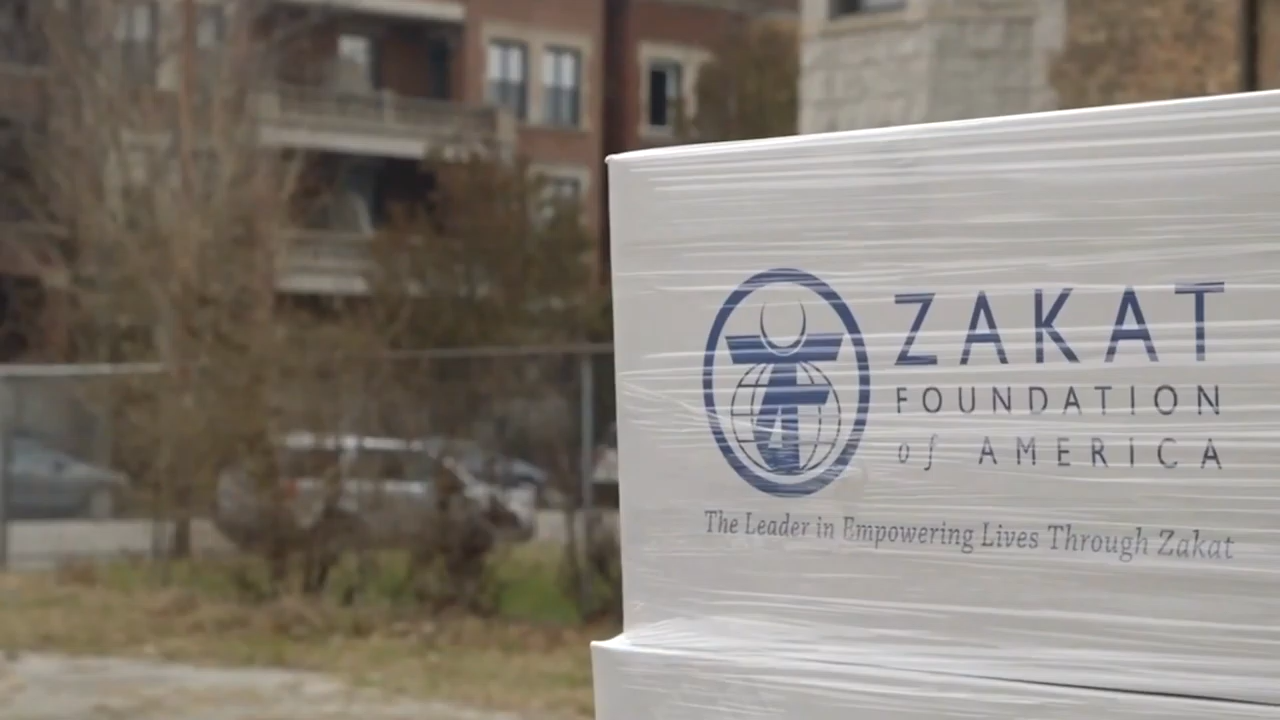 ZAKAT
FOUNDATION
of AMERICA
The Leader in Empowering Lives Through Zakat